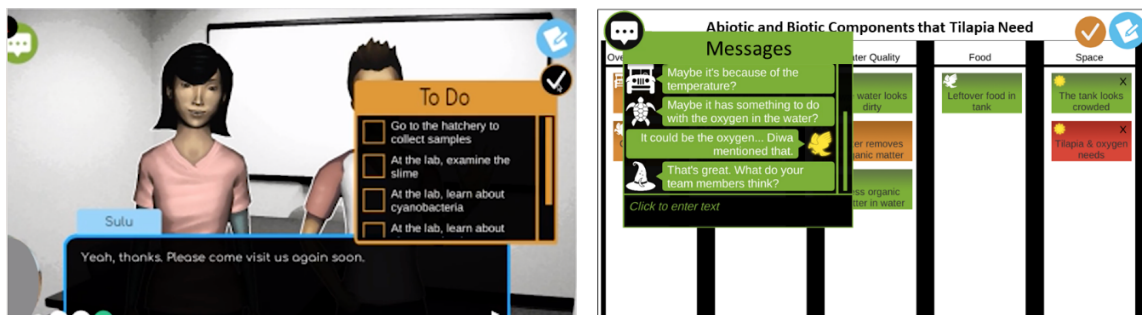 To Do
Go to the hatchery to
collect samples
At the lab, examine the
slime
At the lab, learn about
cyanobacteria
At the lab, learn about
Sulu
Yeah, thanks. Please come visit us again soon.
Abiotic and Biotic Components that Tilapia Need
Messages
Maybe it's because of the
temperature?
Maybe it has something to do
with the oxygen in the water?
It could be the oxygen... Diwa
mentioned that.
That's great. What do your
team members think?
Click to enter text
Quality
water looks
dirty
removes
matter
organic
in water
Food
Leftover food in
tank
Space
X
The tank looks
crowded
X
Tilapia & oxygen
needs